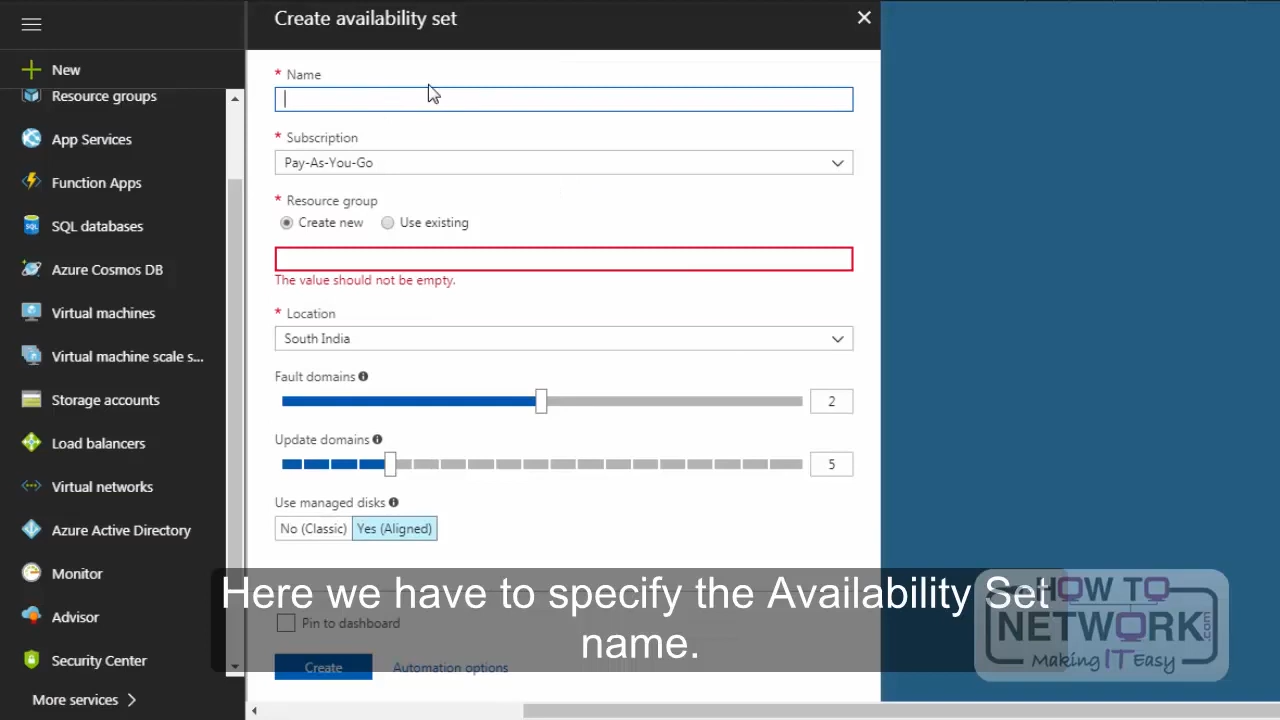 Create availability set
New
Resource groups
App Services
Function Apps
SQL databases
Azure Cosmos DB
Virtual machines
Virtual machine scale s...
Storage accounts
Load balancers
Virtual networks
Azure Active Directory
Monitor
Advisor
Security Center
More services
* Name
* Subscription
Pay-As-You-Go
* Resource group
Create new Use existing
The value should not be empty.
* Location
South India
Fault domains
2
Update domains
5
Use managed disks
No (Classic) Yes (Aligned)
Pin to dashboard
Create Automation options
Here we have to specify the Availability Set
name.
HOW TO
NETWORK.com
Making IT Easy